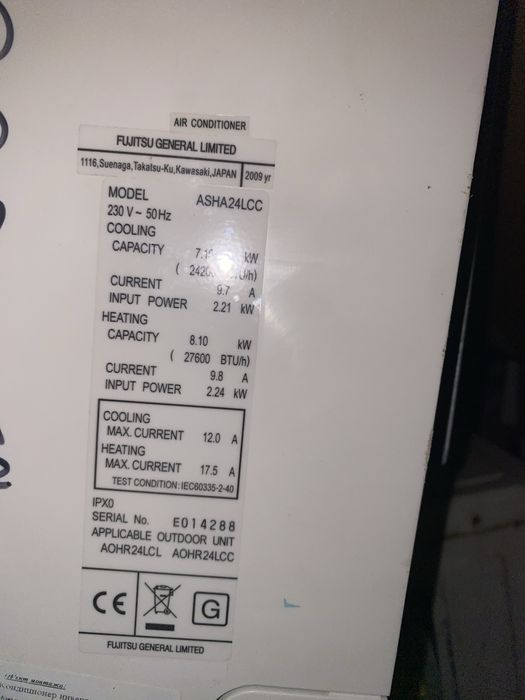 AIR CONDITIONER
FUJITSU GENERAL LIMITED
1116,Suenaga,Takatsu-Ku,Kawasaki,JAPAN 2009 yr
MODEL ASHA24LCC
230 V ~ 50Hz
COOLING
CAPACITY kW
( BTU/h)
CURRENT 9.7 A
INPUT POWER 2.21 kW
HEATING
CAPACITY 8.10 kW
( 27600 BTU/h)
CURRENT 9.8 A
INPUT POWER 2.24 kW
COOLING
MAX. CURRENT 12.0 A
HEATING
MAX. CURRENT 17.5 A
TEST CONDITION: IEC60335-2-40
IPX0
SERIAL No. E014288
APPLICABLE OUTDOOR UNIT
AOHR24LCL AOHR24LCC
CE G
FUJITSU GENERAL LIMITED
монтажа: